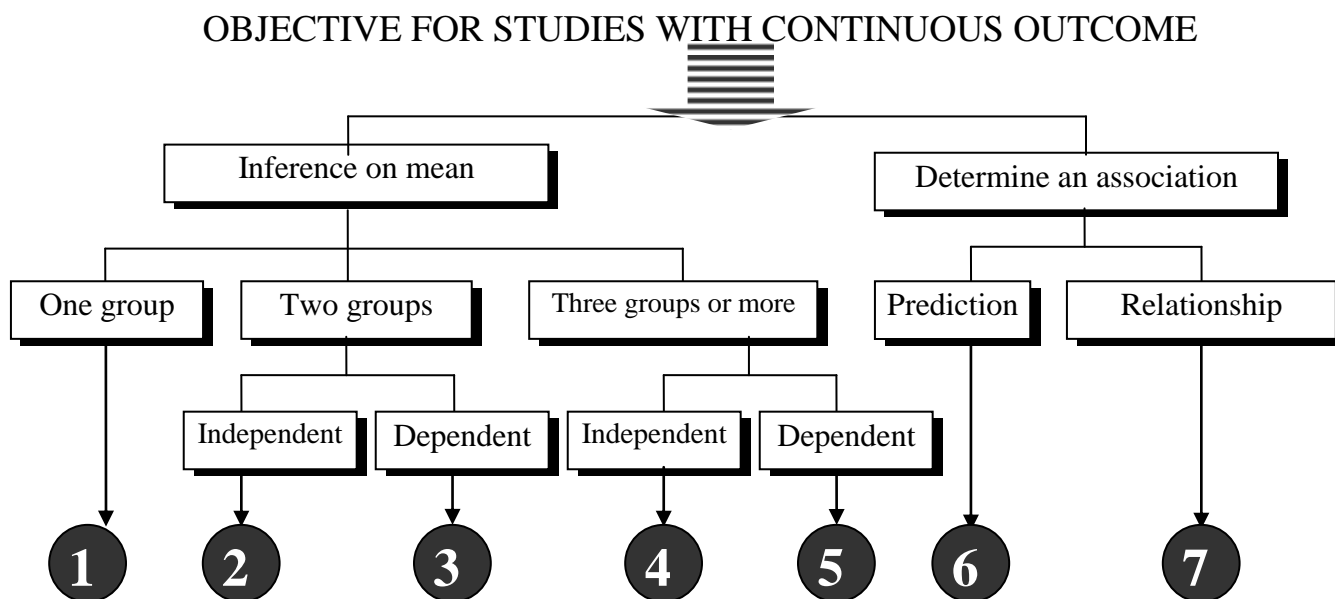 OBJECTIVE FOR STUDIES WITH CONTINUOUS OUTCOME
Inference on mean
Determine an association
One group
Two groups
Three groups or more
Prediction
Relationship
Independent
Dependent
Independent
Dependent
1
2
3
4
5
6
7